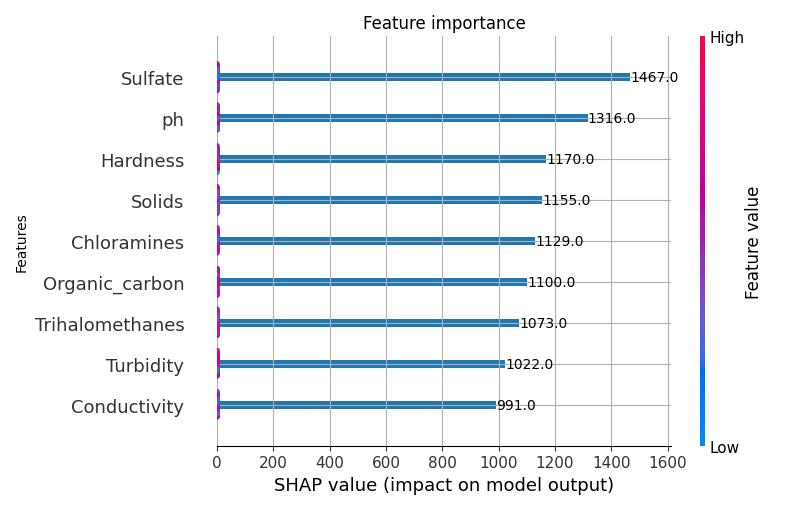 Feature importance
High
Sulfate 1467.0
ph 1316.0
Hardness 1170.0
Solids 1155.0
Chloramines 1129.0
Organic_carbon 1100.0
Trihalomethanes 1073.0
Turbidity 1022.0
Conductivity 991.0
Features
Feature value
Low
0 200 400 600 800 1000 1200 1400 1600
SHAP value (impact on model output)